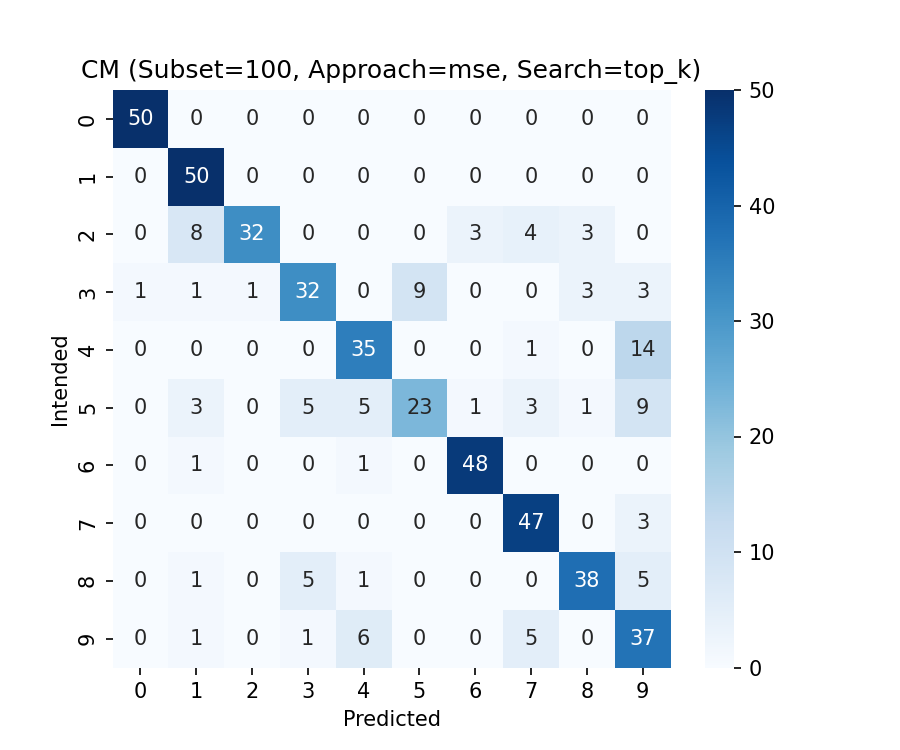 CM (Subset=100, Approach=mse, Search=top_k)
0 50 0 0 0 0 0 0 0 0 0
1 0 50 0 0 0 0 0 0 0 0
2 0 8 32 0 0 0 3 4 3 0
3 1 1 1 32 0 9 0 0 3 3
4 0 0 0 0 35 0 0 1 0 14
5 0 3 0 5 5 23 1 3 1 9
6 0 1 0 0 1 0 48 0 0 0
7 0 0 0 0 0 0 0 47 0 3
8 0 1 0 5 1 0 0 0 38 5
9 0 1 0 1 6 0 0 5 0 37
0 1 2 3 4 5 6 7 8 9
Predicted
Intended
50
40
30
20
10
0